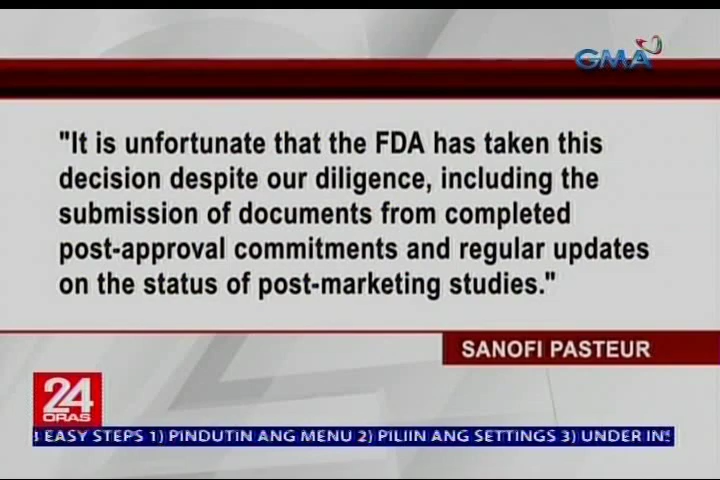 GMA
"It is unfortunate that the FDA has taken this
decision despite our diligence, including the
submission of documents from completed
post-approval commitments and regular updates
on the status of post-marketing studies."
SANOFI PASTEUR
24
ORAS
EASY STEPS 1) PINDUTIN ANG MENU 2) PILIIN ANG SETTINGS 3) UNDER